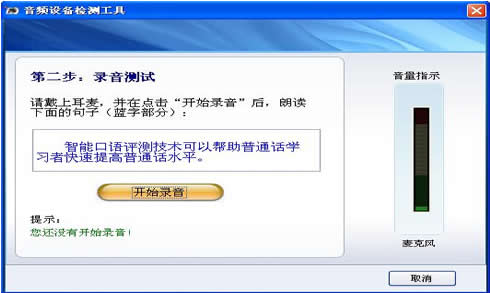 音频设备检测工具
第二步：录音测试
请戴上耳麦，并在点击“开始录音”后，朗读
下面的句子（蓝字部分）：
智能口语评测技术可以帮助普通话学
习者快速提高普通话水平。
开始录音
提示：
您还没有开始录音！
音量指示
麦克风
取消